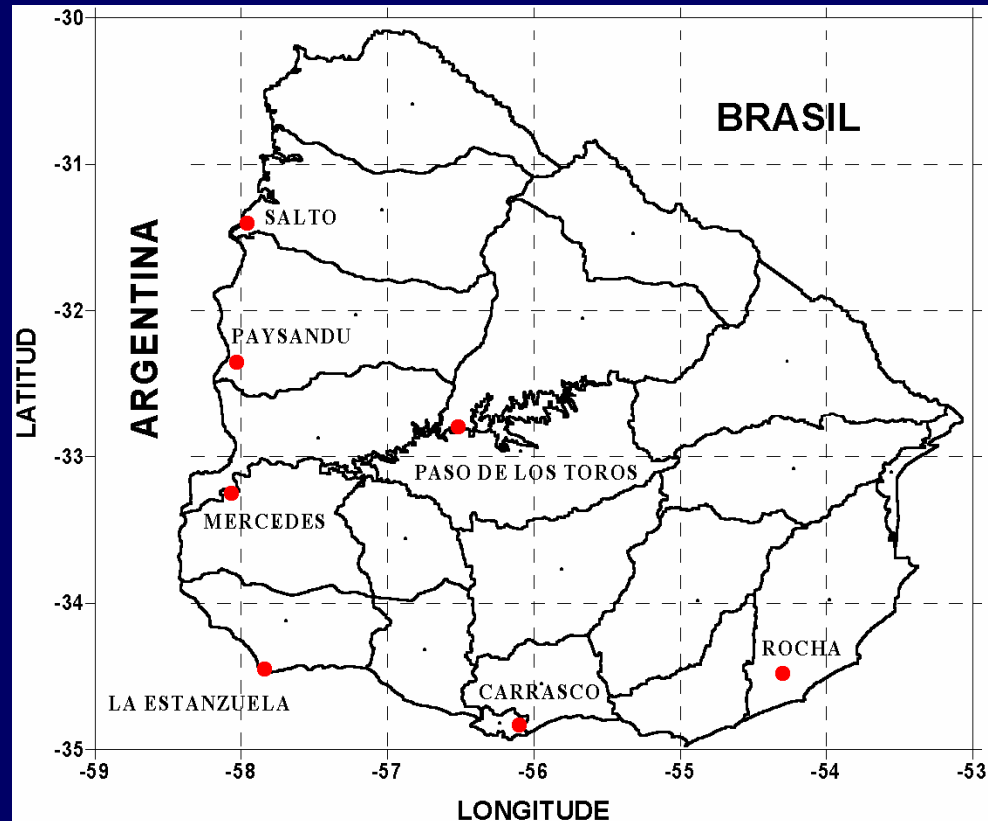 -30
BRASIL
-31
SALTO
ARGENTINA
-32
PAYSANDU
LATITUD
-33
PASO DE LOS TOROS
MERCEDES
-34
ROCHA
LA ESTANZUELA
CARRASCO
-35
-59 -58 -57 -56 -55 -54 -53
LONGITUDE